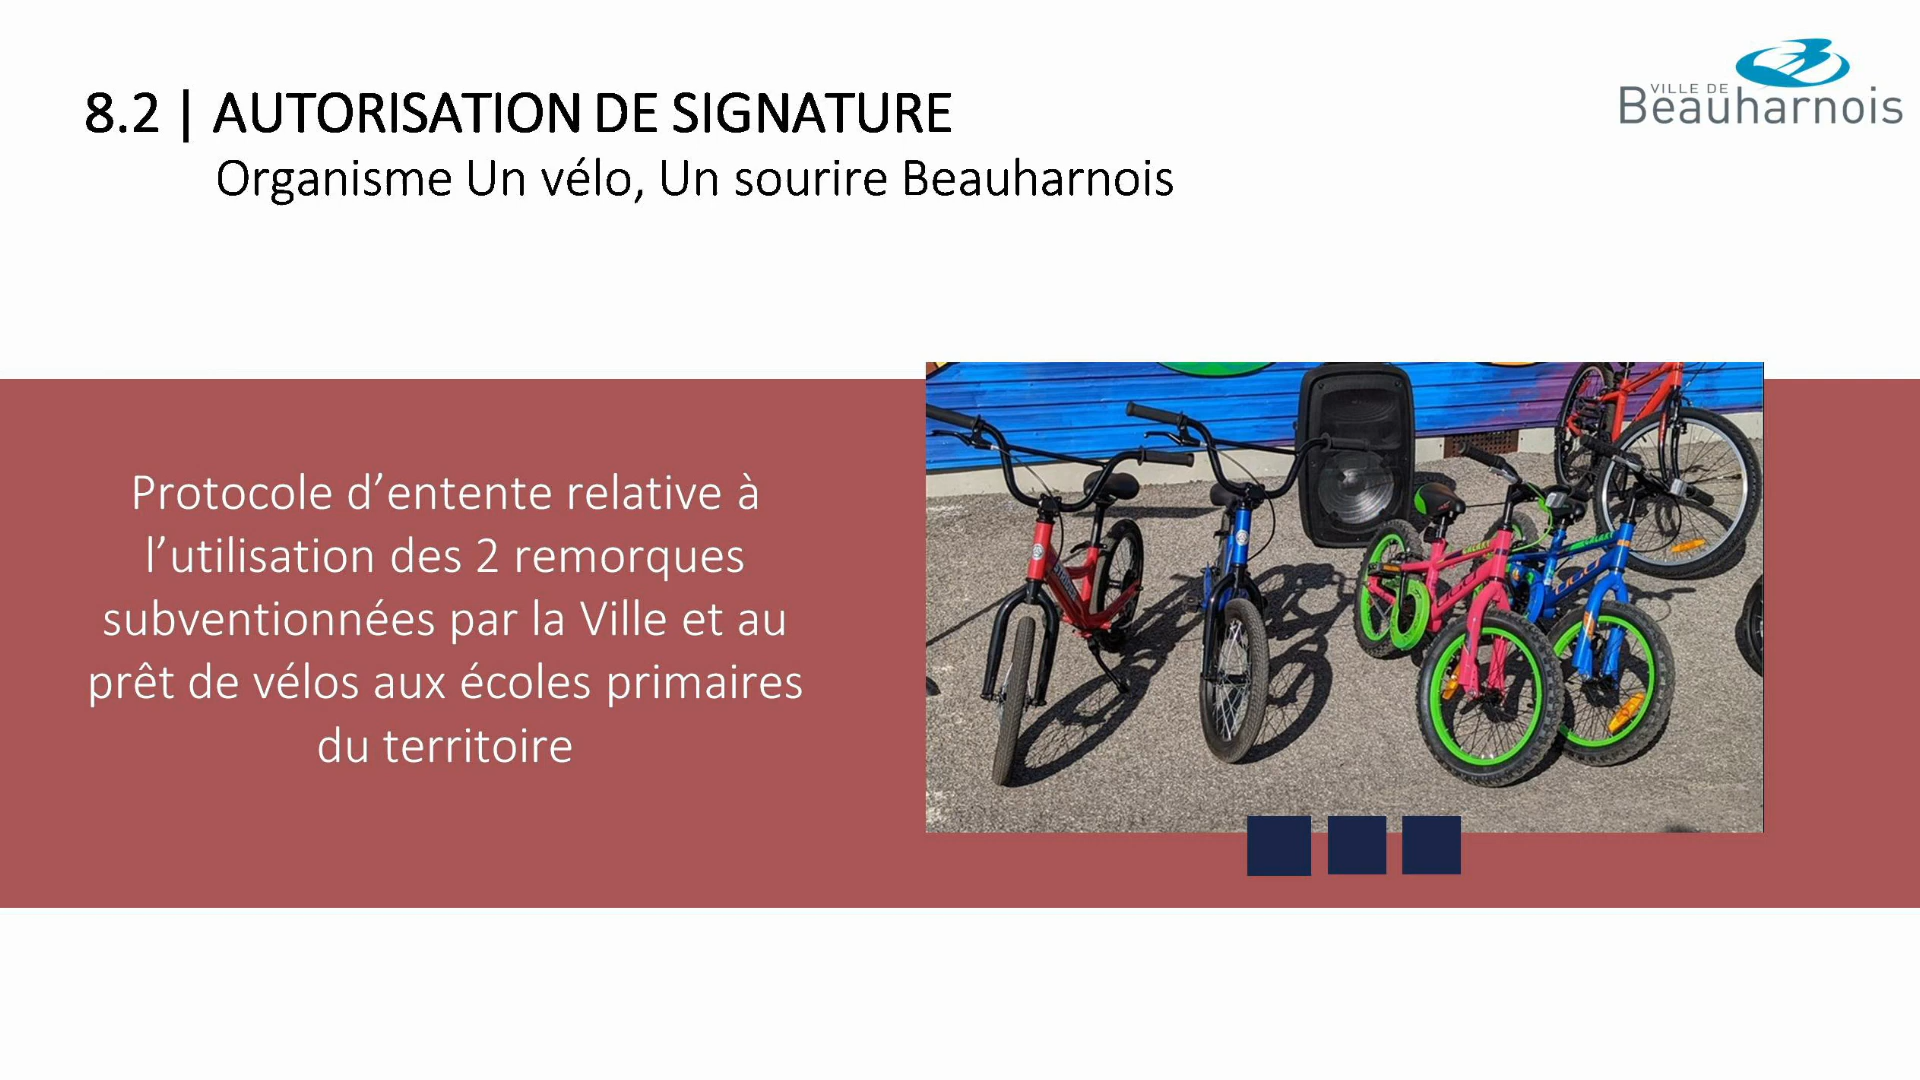 8.2 | AUTORISATION DE SIGNATURE
Organisme Un vélo, Un sourire Beauharnois
VILLE DE
Beauharnois
Protocole d’entente relative à
l’utilisation des 2 remorques
subventionnées par la Ville et au
prêt de vélos aux écoles primaires
du territoire